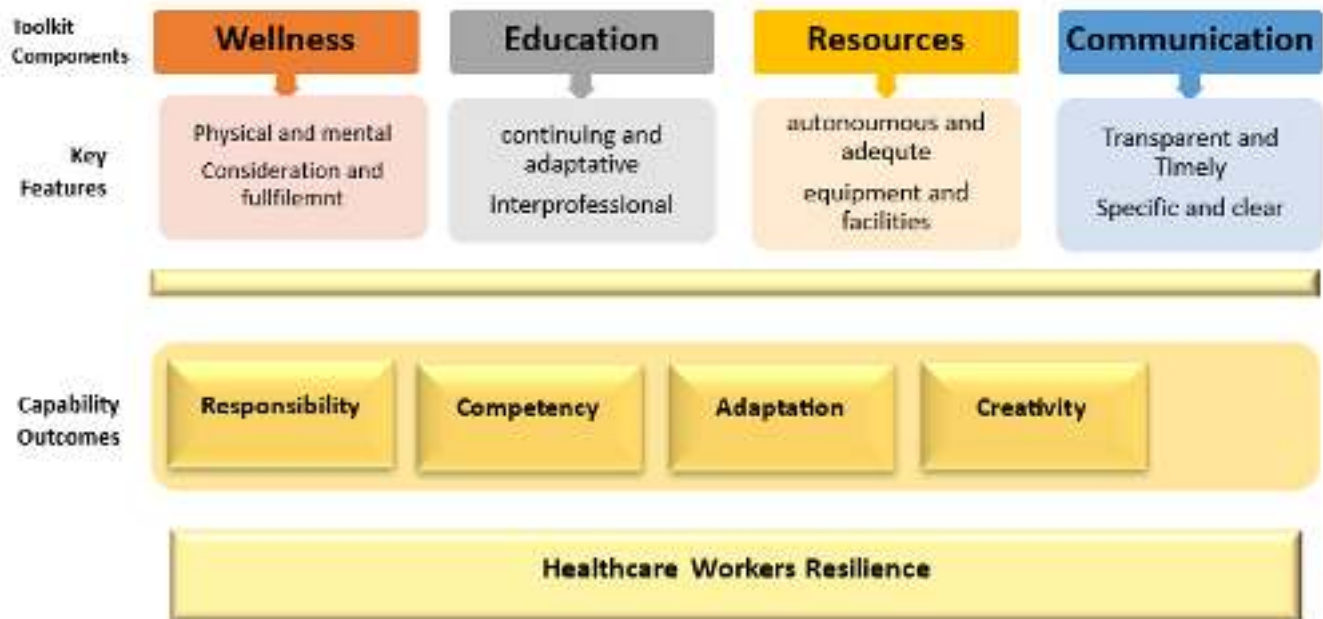 Toolkit
Components
Wellness
Education
Resources
Communication
Key
Features
Physical and mental
Consideration and
fullfilemnt
continuing and
adaptative
interprofessional
autonoumous and
adequte
equipment and
facilities
Transparent and
Timely
Specific and clear
Capability
Outcomes
Responsibility
Competency
Adaptation
Creativity
Healthcare Workers Resilience